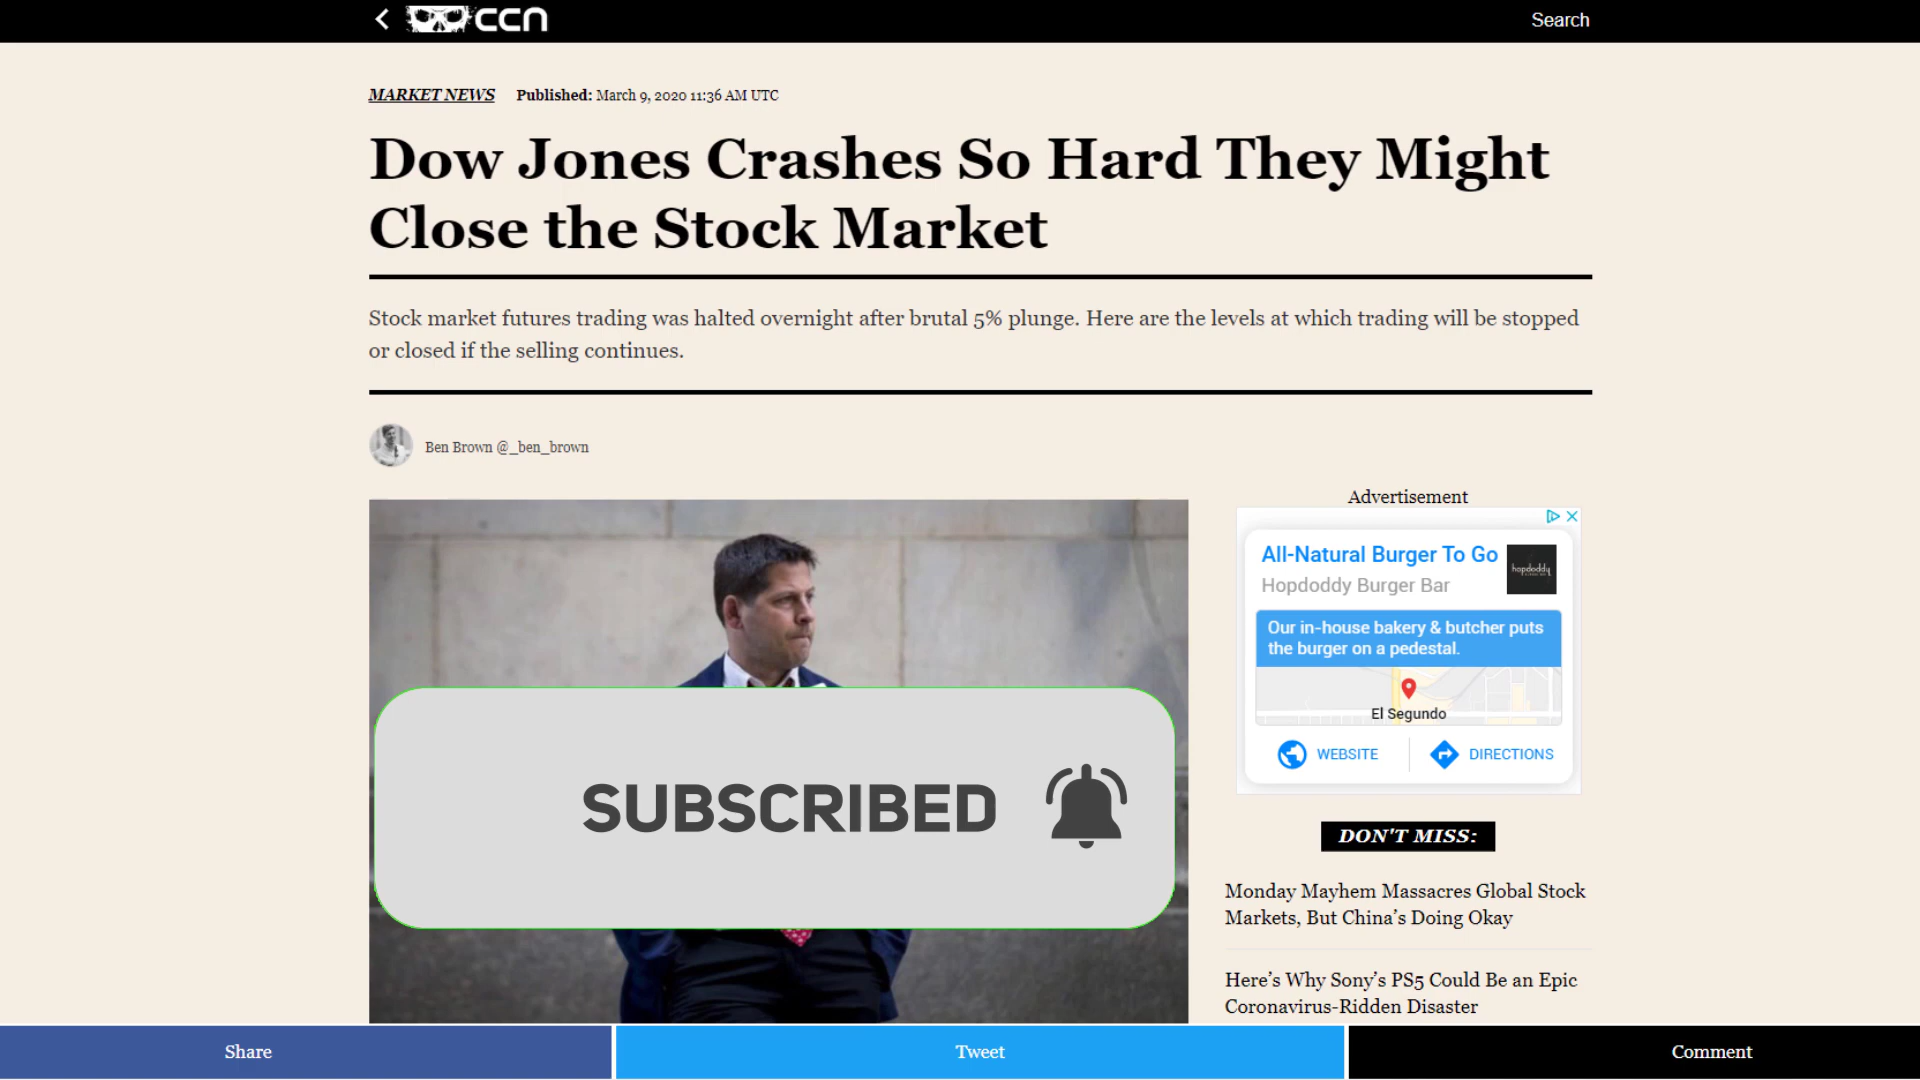 ccn
Search
MARKET NEWS Published: March 9, 2020 11:36 AM UTC
Dow Jones Crashes So Hard They Might
Close the Stock Market
Stock market futures trading was halted overnight after brutal 5% plunge. Here are the levels at which trading will be stopped
or closed if the selling continues.
Ben Brown @_ben_brown
SUBSCRIBED
Advertisement
All-Natural Burger To Go
Hopdoddy Burger Bar
hopdoddy
Our in-house bakery & butcher puts
the burger on a pedestal.
El Segundo
WEBSITE
DIRECTIONS
DON'T MISS:
Monday Mayhem Massacres Global Stock
Markets, But China’s Doing Okay
Here’s Why Sony’s PS5 Could Be an Epic
Coronavirus-Ridden Disaster
Share
Tweet
Comment